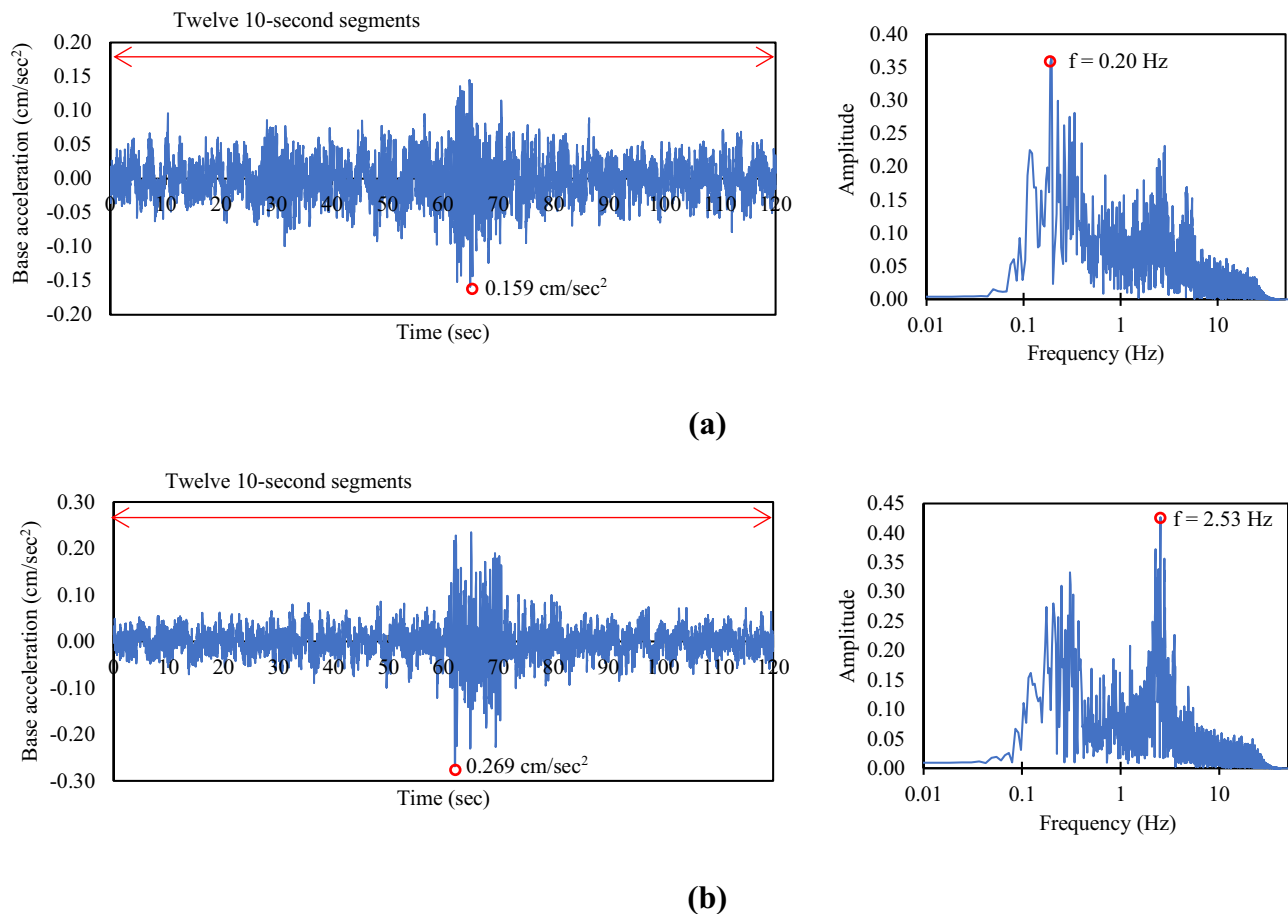 Twelve 10-second segments
Base acceleration (cm/sec²)
0.20
0.15
0.10
0.05
0.00
-0.05
-0.10
-0.15
-0.20
0 10 20 30 40 50 60 70 80 90 100 110 120
0.159 cm/sec²
Time (sec)
Amplitude
0.40
0.35
0.30
0.25
0.20
0.15
0.10
0.05
0.00
f = 0.20 Hz
0.01 0.1 1 10
Frequency (Hz)
(a)
Twelve 10-second segments
Base acceleration (cm/sec²)
0.30
0.20
0.10
0.00
-0.10
-0.20
-0.30
0 10 20 30 40 50 60 70 80 90 100 110 120
0.269 cm/sec²
Time (sec)
Amplitude
0.45
0.40
0.35
0.30
0.25
0.20
0.15
0.10
0.05
0.00
f = 2.53 Hz
0.01 0.1 1 10
Frequency (Hz)
(b)